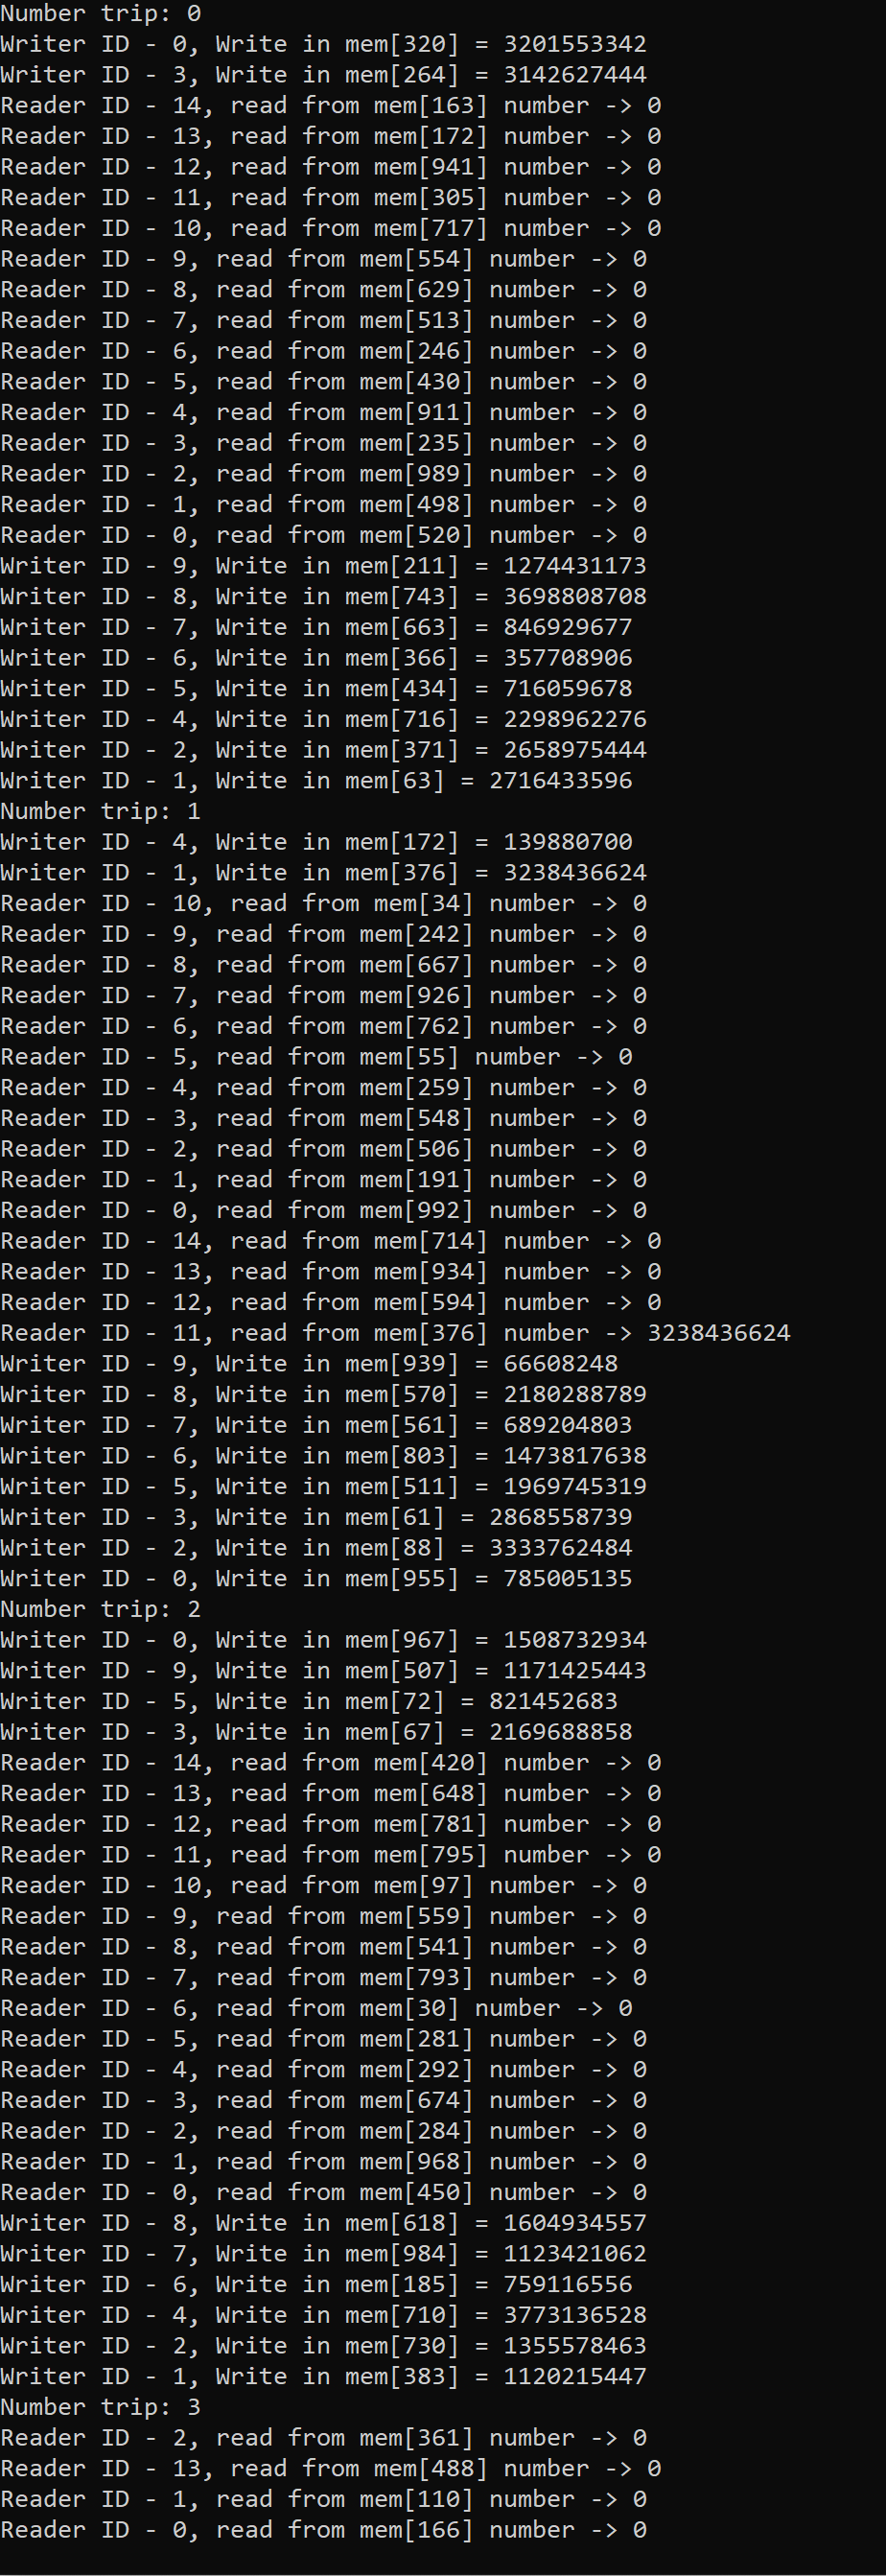 Number trip: 0
Writer ID - 0, Write in mem[320] = 3201553342
Writer ID - 3, Write in mem[264] = 3142627444
Reader ID - 14, read from mem[163] number -> 0
Reader ID - 13, read from mem[172] number -> 0
Reader ID - 12, read from mem[941] number -> 0
Reader ID - 11, read from mem[305] number -> 0
Reader ID - 10, read from mem[717] number -> 0
Reader ID - 9, read from mem[554] number -> 0
Reader ID - 8, read from mem[629] number -> 0
Reader ID - 7, read from mem[513] number -> 0
Reader ID - 6, read from mem[246] number -> 0
Reader ID - 5, read from mem[430] number -> 0
Reader ID - 4, read from mem[911] number -> 0
Reader ID - 3, read from mem[235] number -> 0
Reader ID - 2, read from mem[989] number -> 0
Reader ID - 1, read from mem[498] number -> 0
Reader ID - 0, read from mem[520] number -> 0
Writer ID - 9, Write in mem[211] = 1274431173
Writer ID - 8, Write in mem[743] = 3698808708
Writer ID - 7, Write in mem[663] = 846929677
Writer ID - 6, Write in mem[366] = 357708906
Writer ID - 5, Write in mem[434] = 716059678
Writer ID - 4, Write in mem[716] = 2298962276
Writer ID - 2, Write in mem[371] = 2658975444
Writer ID - 1, Write in mem[63] = 2716433596
Number trip: 1
Writer ID - 4, Write in mem[172] = 139880700
Writer ID - 1, Write in mem[376] = 3238436624
Reader ID - 10, read from mem[34] number -> 0
Reader ID - 9, read from mem[242] number -> 0
Reader ID - 8, read from mem[667] number -> 0
Reader ID - 7, read from mem[926] number -> 0
Reader ID - 6, read from mem[762] number -> 0
Reader ID - 5, read from mem[55] number -> 0
Reader ID - 4, read from mem[259] number -> 0
Reader ID - 3, read from mem[548] number -> 0
Reader ID - 2, read from mem[506] number -> 0
Reader ID - 1, read from mem[191] number -> 0
Reader ID - 0, read from mem[992] number -> 0
Reader ID - 14, read from mem[714] number -> 0
Reader ID - 13, read from mem[934] number -> 0
Reader ID - 12, read from mem[594] number -> 0
Reader ID - 11, read from mem[376] number -> 3238436624
Writer ID - 9, Write in mem[939] = 66608248
Writer ID - 8, Write in mem[570] = 2180288789
Writer ID - 7, Write in mem[561] = 689204803
Writer ID - 6, Write in mem[803] = 1473817638
Writer ID - 5, Write in mem[511] = 1969745319
Writer ID - 3, Write in mem[61] = 2868558739
Writer ID - 2, Write in mem[88] = 3333762484
Writer ID - 0, Write in mem[955] = 785005135
Number trip: 2
Writer ID - 0, Write in mem[967] = 1508732934
Writer ID - 9, Write in mem[507] = 1171425443
Writer ID - 5, Write in mem[72] = 821452683
Writer ID - 3, Write in mem[67] = 2169688858
Reader ID - 14, read from mem[420] number -> 0
Reader ID - 13, read from mem[648] number -> 0
Reader ID - 12, read from mem[781] number -> 0
Reader ID - 11, read from mem[795] number -> 0
Reader ID - 10, read from mem[97] number -> 0
Reader ID - 9, read from mem[559] number -> 0
Reader ID - 8, read from mem[541] number -> 0
Reader ID - 7, read from mem[793] number -> 0
Reader ID - 6, read from mem[30] number -> 0
Reader ID - 5, read from mem[281] number -> 0
Reader ID - 4, read from mem[292] number -> 0
Reader ID - 3, read from mem[674] number -> 0
Reader ID - 2, read from mem[284] number -> 0
Reader ID - 1, read from mem[968] number -> 0
Reader ID - 0, read from mem[450] number -> 0
Writer ID - 8, Write in mem[618] = 1604934557
Writer ID - 7, Write in mem[984] = 1123421062
Writer ID - 6, Write in mem[185] = 759116556
Writer ID - 4, Write in mem[710] = 3773136528
Writer ID - 2, Write in mem[730] = 1355578463
Writer ID - 1, Write in mem[383] = 1120215447
Number trip: 3
Reader ID - 2, read from mem[361] number -> 0
Reader ID - 13, read from mem[488] number -> 0
Reader ID - 1, read from mem[110] number -> 0
Reader ID - 0, read from mem[166] number -> 0